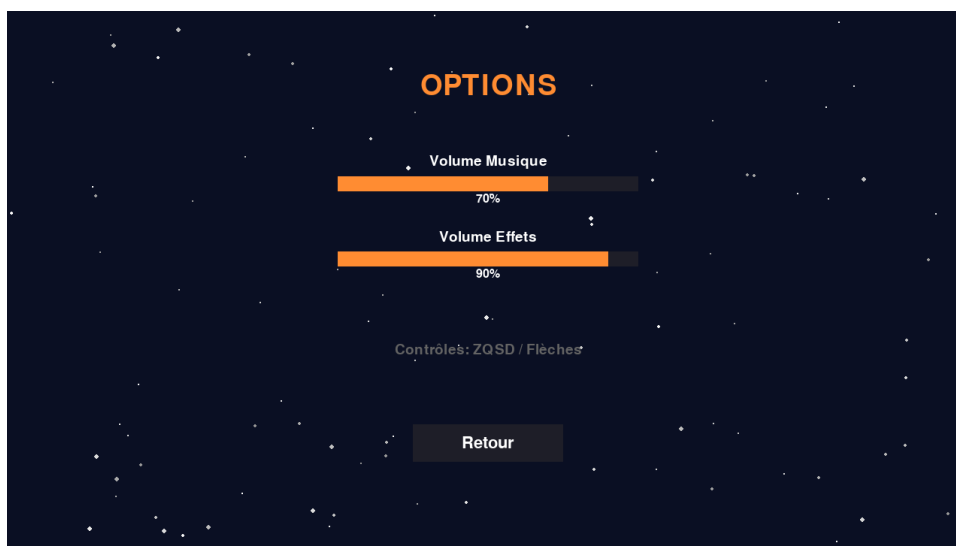 OPTIONS
Volume Musique
70%
Volume Effets
90%
Contrôles: ZQSD / Flèches
Retour